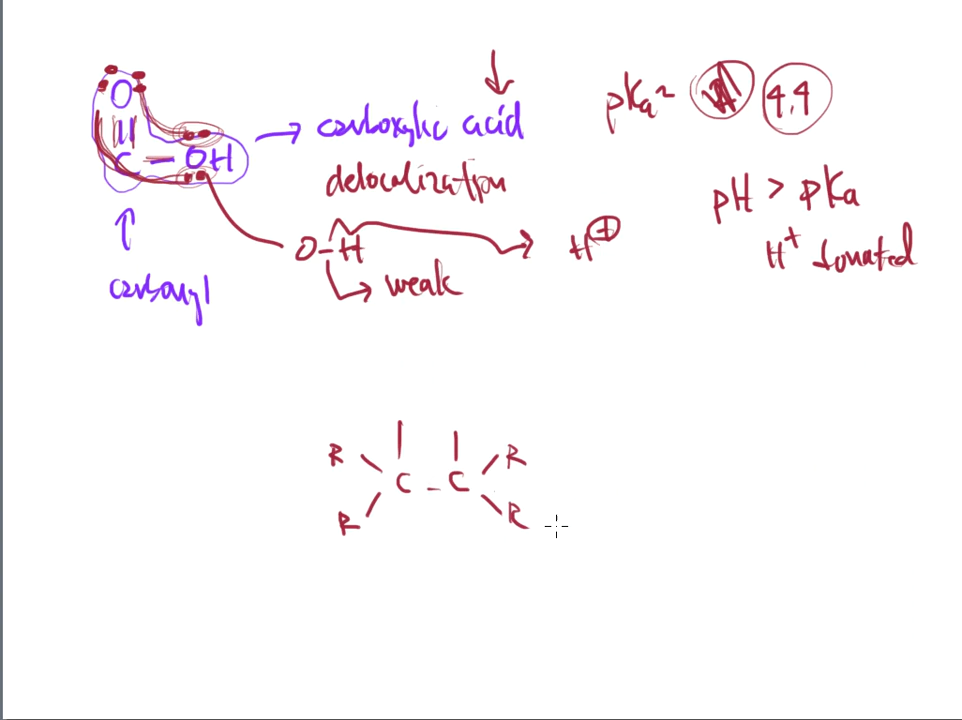 O
||
C — OH
→ carboxylic acid
↓
delocalization
O-H → H⊕
→ weak
↑
carbonyl
pKa ~ 4.4
pH > pKa
H⁺ donated
R R
C - C
R R